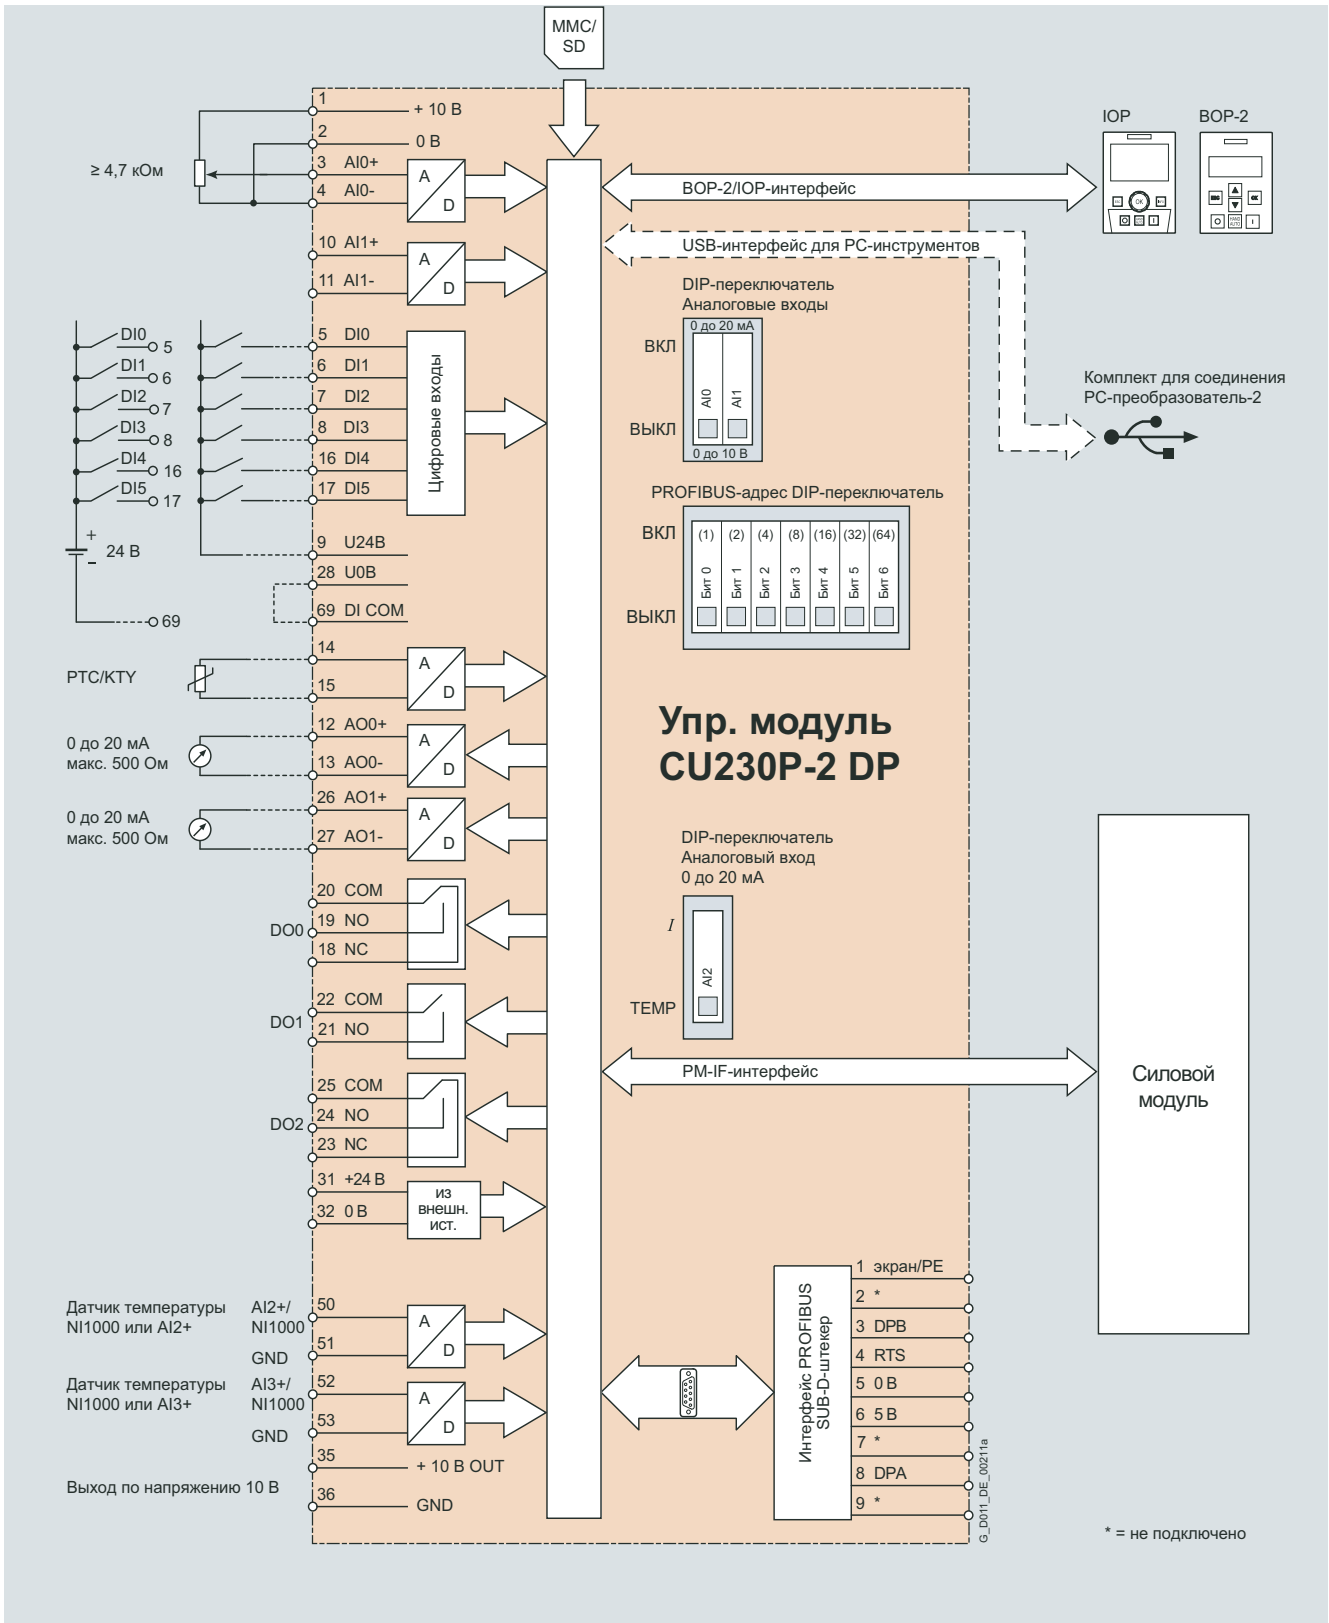 MMC/
SD
1
+ 10 В
2
0 В
≥ 4,7 кОм
3 AI0+
4 AI0-
A
D
10 AI1+
11 AI1-
A
D
BOP-2/IOP-интерфейс
IOP
BOP-2
OK
ESC
OK
HAND
AUTO
USB-интерфейс для PC-инструментов
DIP-переключатель
Аналоговые входы
0 до 20 мА
ВКЛ
AI0
AI1
ВЫКЛ
0 до 10 В
Комплект для соединения
PC-преобразователь-2
DI0 5
DI1 6
DI2 7
DI3 8
DI4 16
DI5 17
5 DI0
6 DI1
7 DI2
8 DI3
16 DI4
17 DI5
Цифровые входы
+
24 В
-
69
9 U24В
28 U0В
69 DI COM
PROFIBUS-адрес DIP-переключатель
ВКЛ
(1) (2) (4) (8) (16) (32) (64)
Бит 0
Бит 1
Бит 2
Бит 3
Бит 4
Бит 5
Бит 6
ВЫКЛ
PTC/KTY
14
15
A
D
0 до 20 мА
макс. 500 Ом
12 AO0+
13 AO0-
A
D
0 до 20 мА
макс. 500 Ом
26 AO1+
27 AO1-
A
D
Упр. модуль
CU230P-2 DP
DIP-переключатель
Аналоговый вход
0 до 20 мА
I
AI2
TEMP
DO0
20 COM
19 NO
18 NC
DO1
22 COM
21 NO
DO2
25 COM
24 NO
23 NC
PM-IF-интерфейс
Силовой
модуль
31 +24 В
32 0 В
из
внешн.
ист.
Датчик температуры
NI1000 или AI2+
AI2+/
NI1000
GND
50
51
A
D
Датчик температуры
NI1000 или AI3+
AI3+/
NI1000
GND
52
53
A
D
Выход по напряжению 10 В
35
+ 10 В OUT
36
GND
Интерфейс PROFIBUS
SUB-D-штекер
1 экран/PE
2 *
3 DPB
4 RTS
5 0 В
6 5 В
7 *
8 DPA
9 *
G_D011_DE_00211a
* = не подключено